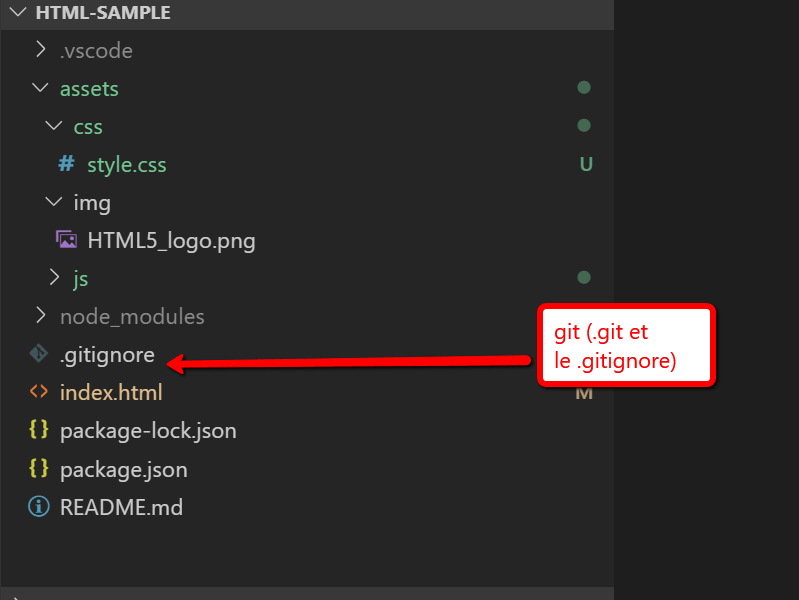 HTML-SAMPLE
.vscode
assets
css
style.css
U
img
HTML5_logo.png
js
node_modules
.gitignore
git (.git et
le .gitignore)
index.html
M
package-lock.json
package.json
README.md